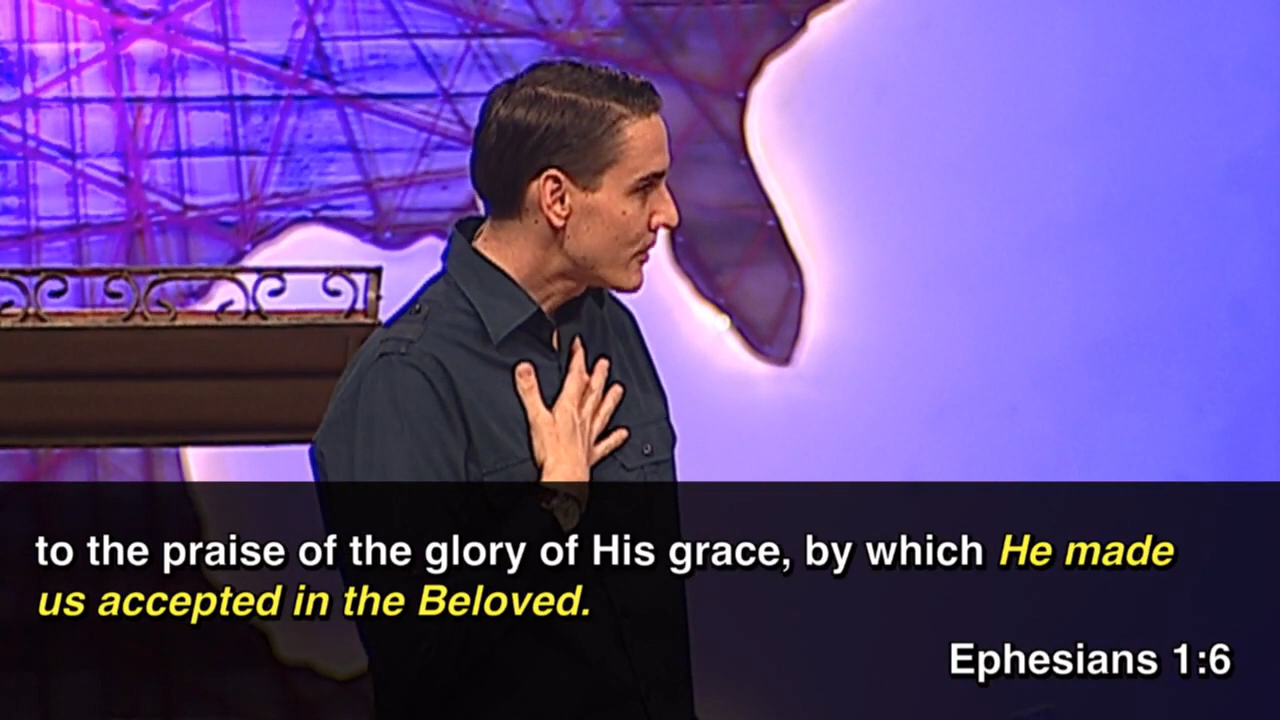 to the praise of the glory of His grace, by which He made
us accepted in the Beloved.
Ephesians 1:6